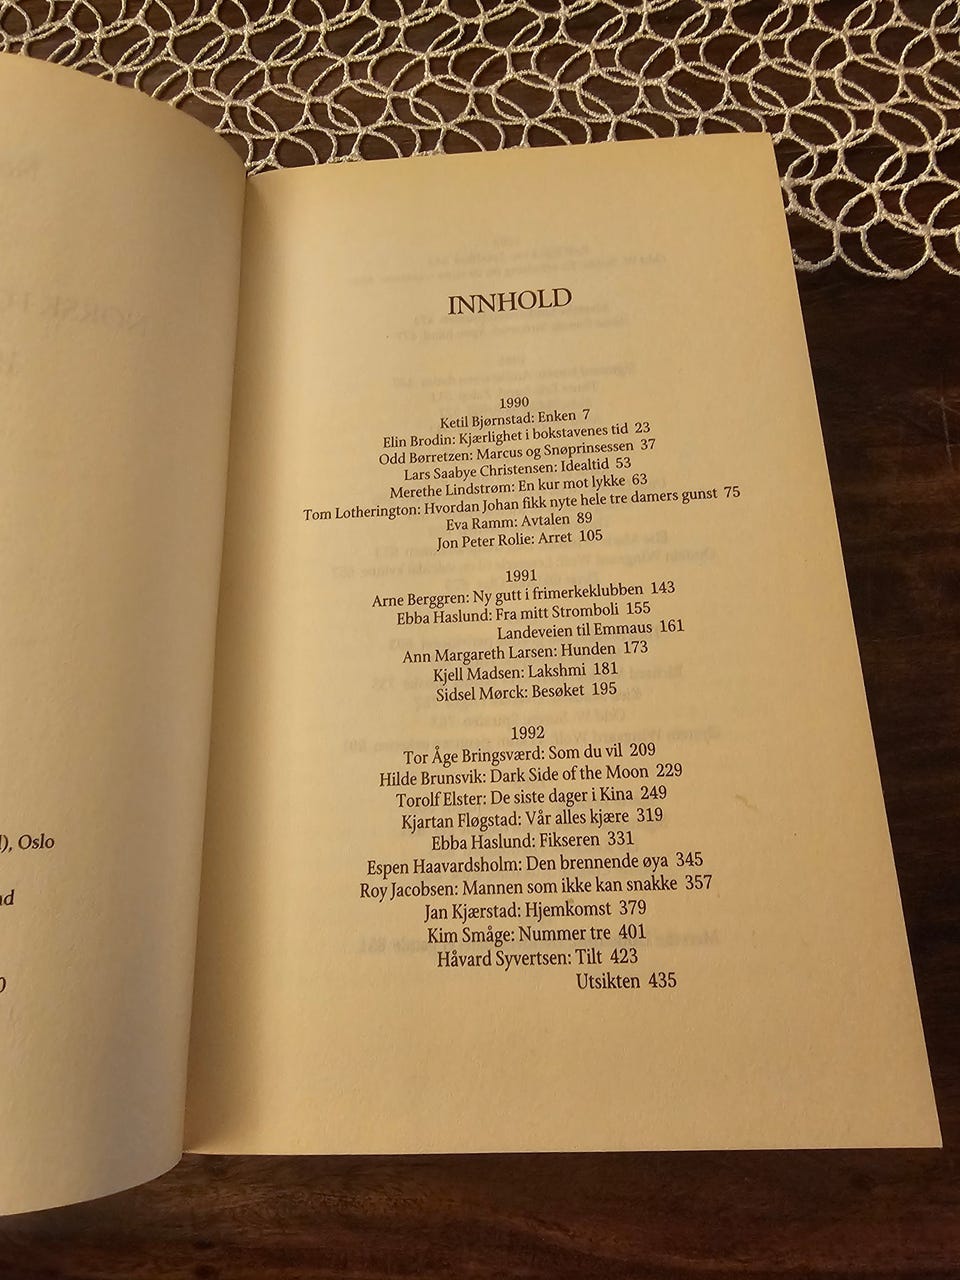 ), Oslo
INNHOLD
1990
Ketil Bjørnstad: Enken 7
Elin Brodin: Kjærlighet i bokstavenes tid 23
Odd Børretzen: Marcus og Snøprinsessen 37
Lars Saabye Christensen: Idealtid 53
Merethe Lindstrøm: En kur mot lykke 63
Tom Lotherington: Hvordan Johan fikk nyte hele tre damers gunst 75
Eva Ramm: Avtalen 89
Jon Peter Rolie: Arret 105
1991
Arne Berggren: Ny gutt i frimerkeklubben 143
Ebba Haslund: Fra mitt Stromboli 155
Landeveien til Emmaus 161
Ann Margareth Larsen: Hunden 173
Kjell Madsen: Lakshmi 181
Sidsel Mørck: Besøket 195
1992
Tor Åge Bringsværd: Som du vil 209
Hilde Brunsvik: Dark Side of the Moon 229
Torolf Elster: De siste dager i Kina 249
Kjartan Fløgstad: Vår alles kjære 319
Ebba Haslund: Fikseren 331
Espen Haavardsholm: Den brennende øya 345
Roy Jacobsen: Mannen som ikke kan snakke 357
Jan Kjærstad: Hjemkomst 379
Kim Småge: Nummer tre 401
Håvard Syvertsen: Tilt 423
Utsikten 435